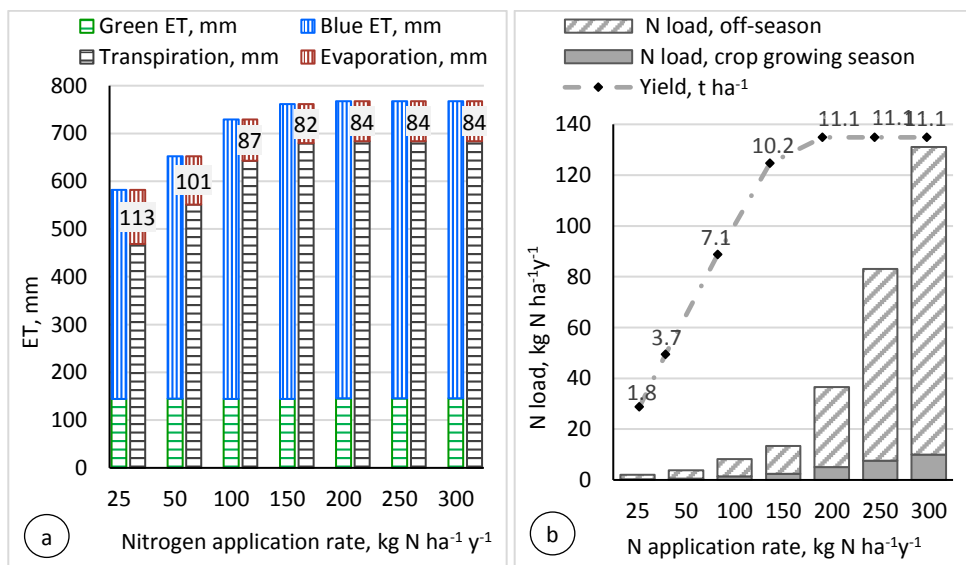 Green ET, mm Blue ET, mm
Transpiration, mm Evaporation, mm
800
700
600
500
400
300
200
100
0
ET, mm
113
101
87
82
84
84
84
25 50 100 150 200 250 300
Nitrogen application rate, kg N ha⁻¹ y⁻¹
a
N load, off-season
N load, crop growing season
Yield, t ha⁻¹
140
120
100
80
60
40
20
0
N load, kg N ha⁻¹y⁻¹
1.8
3.7
7.1
10.2
11.1
11.1
11.1
25 50 100 150 200 250 300
N application rate, kg N ha⁻¹y⁻¹
b